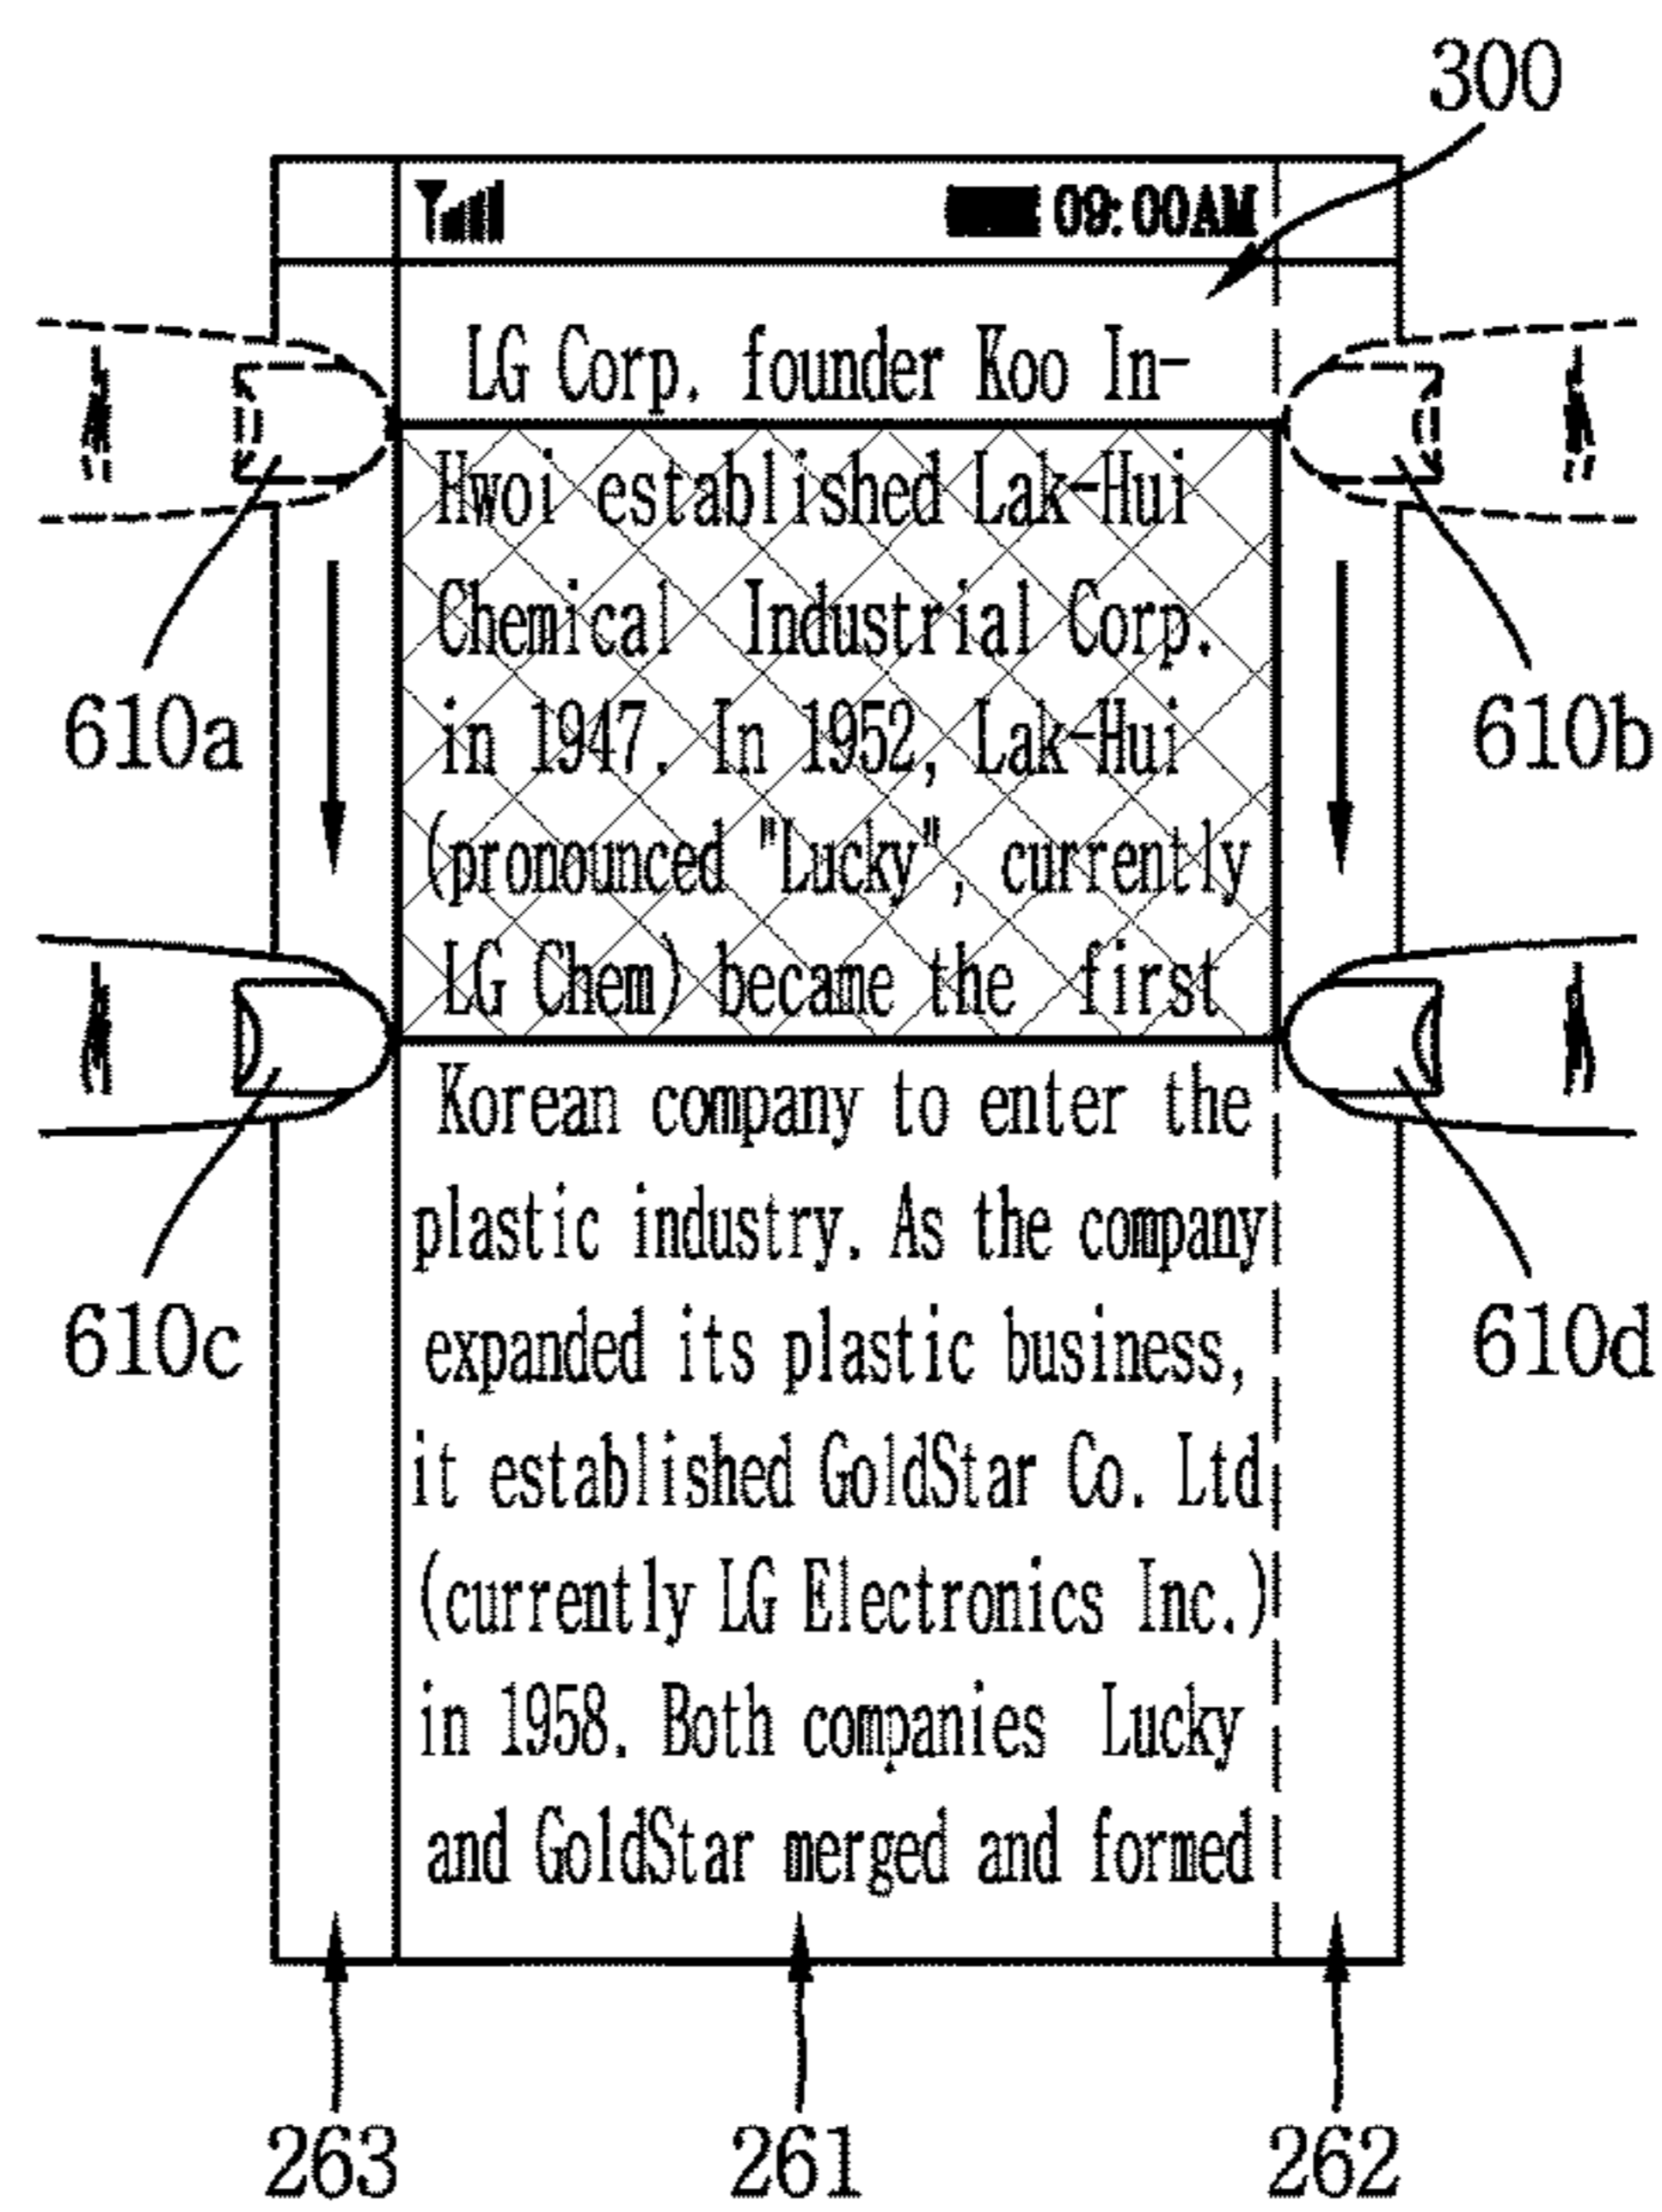 300
09:00AM
LG Corp. founder Koo In-
Hwoi established Lak-Hui
Chemical Industrial Corp.
in 1947. In 1952, Lak-Hui
610a
610b
(pronounced "Lucky", currently
LG Chem) became the first
Korean company to enter the
plastic industry. As the company
expanded its plastic business,
610c
610d
it established GoldStar Co. Ltd
(currently LG Electronics Inc.)
in 1958. Both companies Lucky
and GoldStar merged and formed
263
261
262